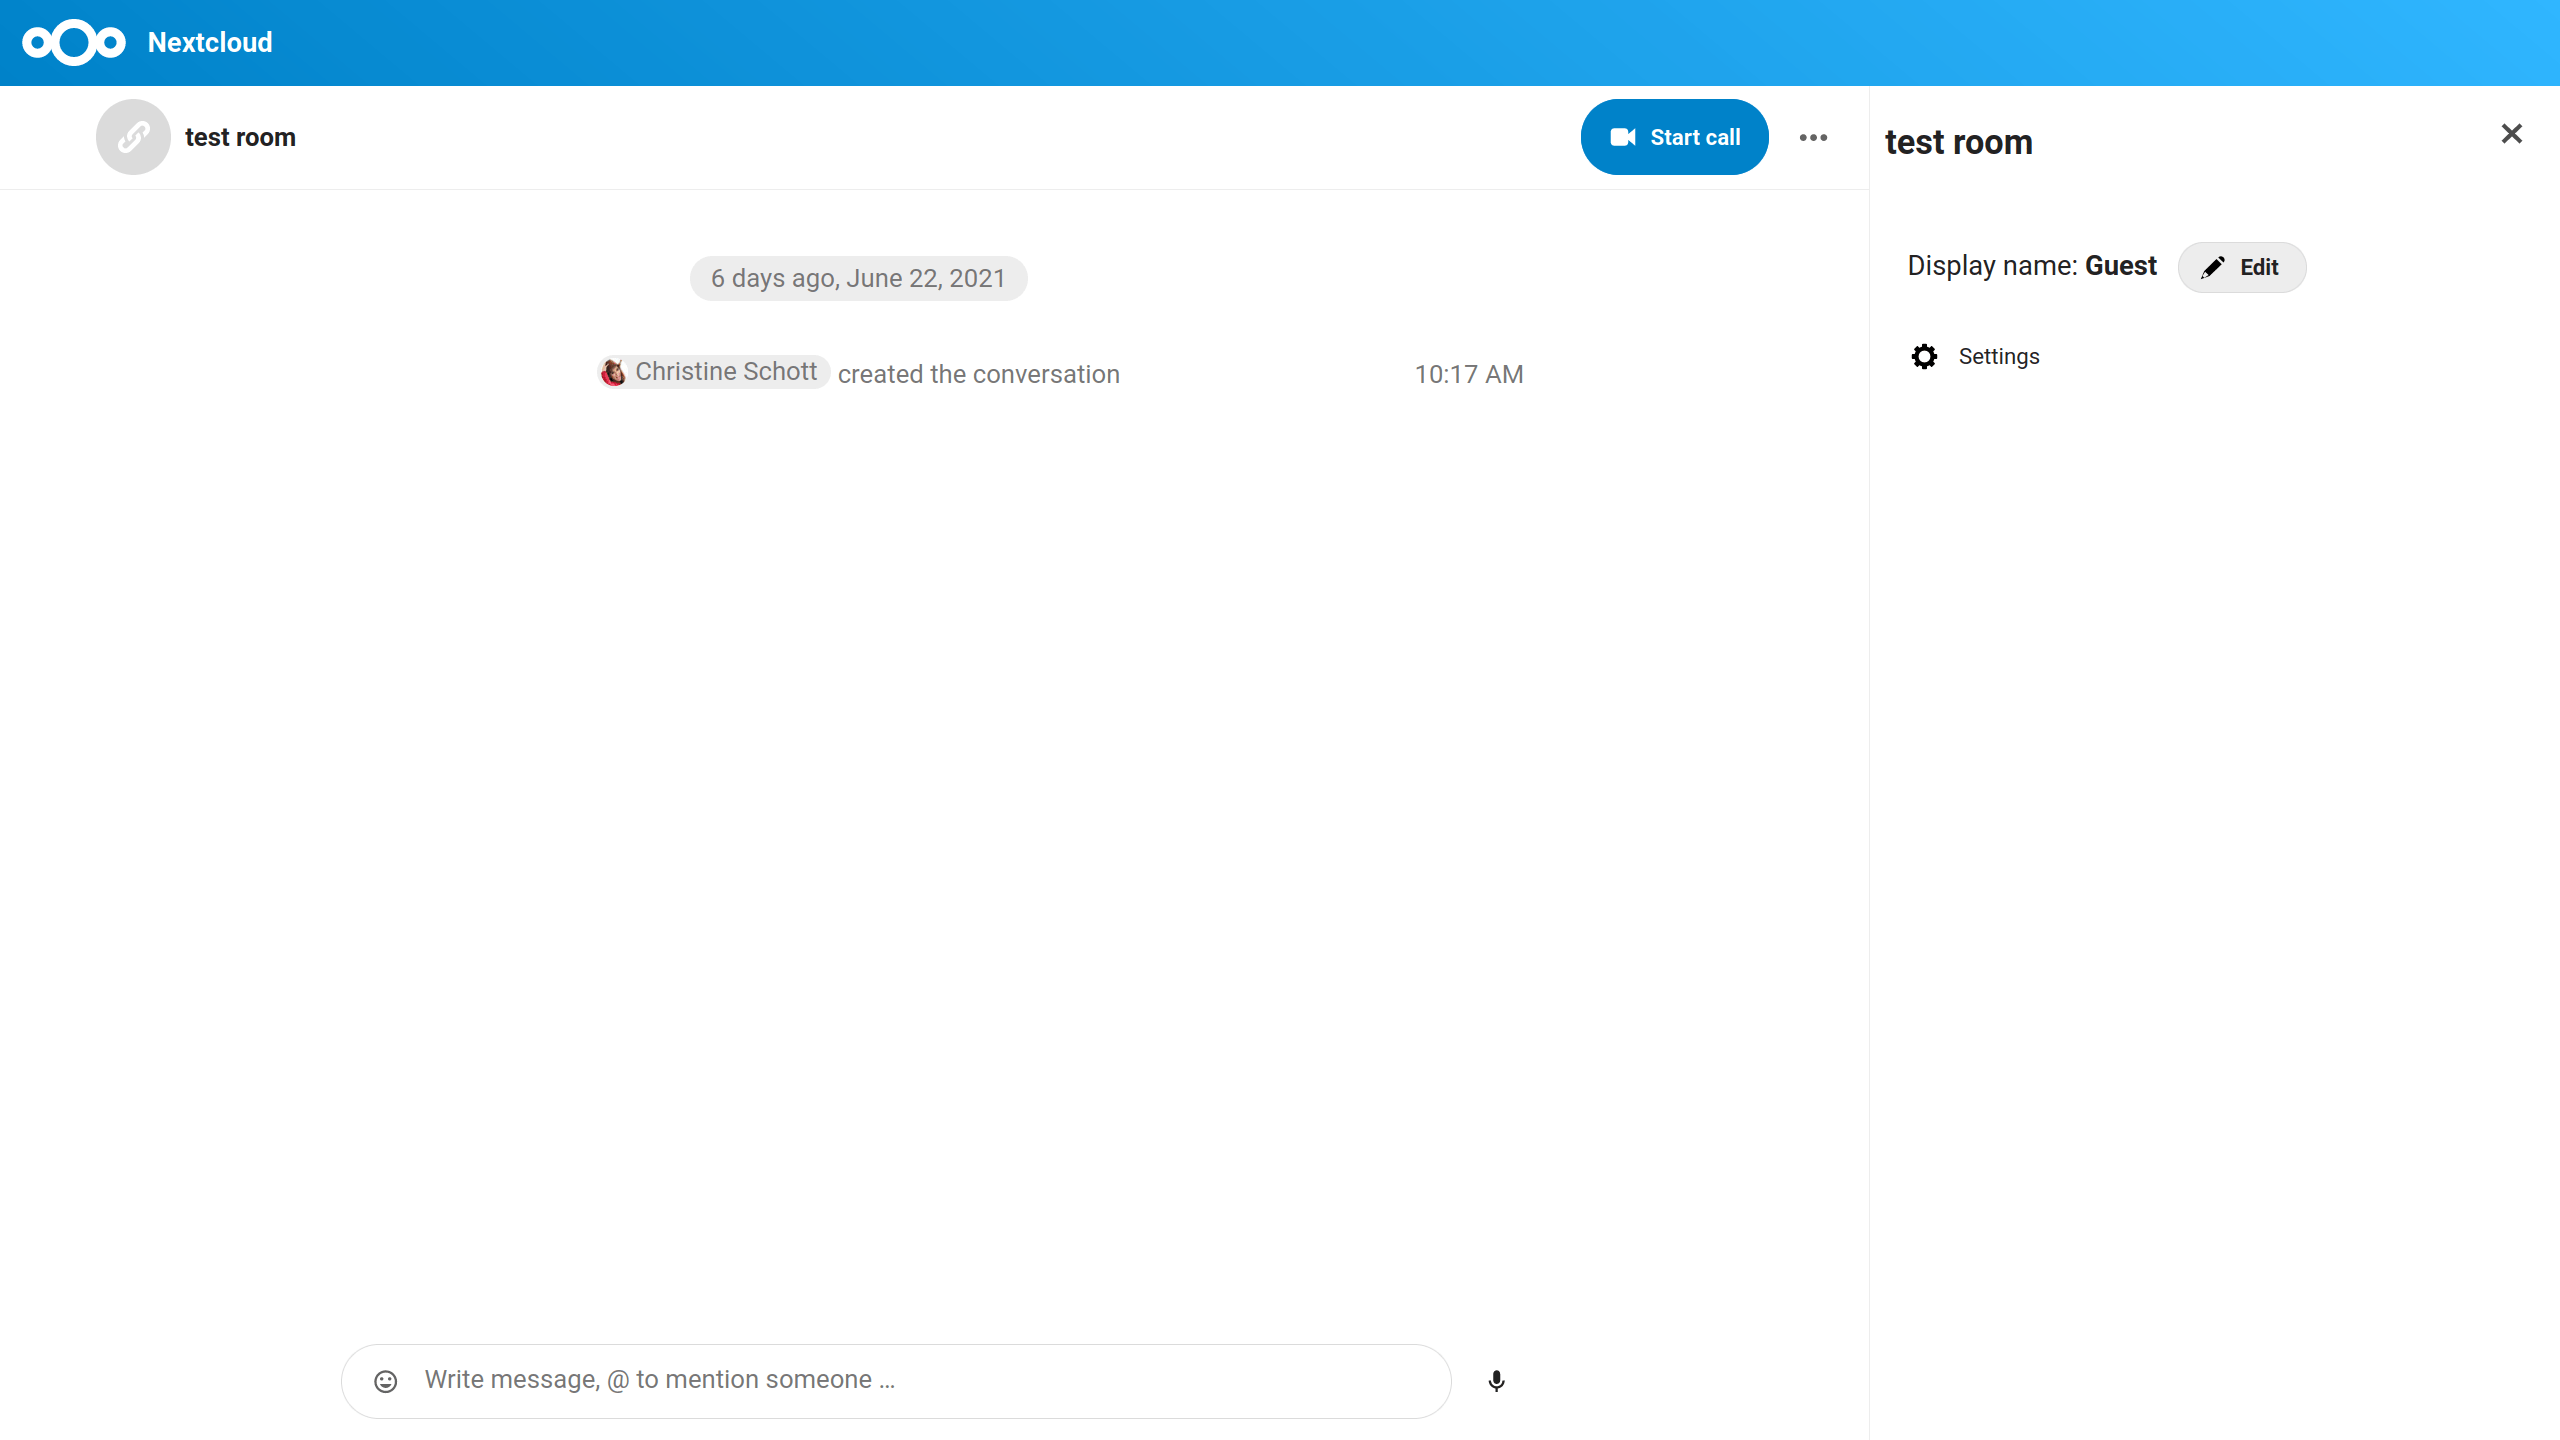 Nextcloud
test room
Start call
test room
6 days ago, June 22, 2021
Display name: Guest
Edit
Settings
Christine Schott created the conversation
10:17 AM
Write message, @ to mention someone …